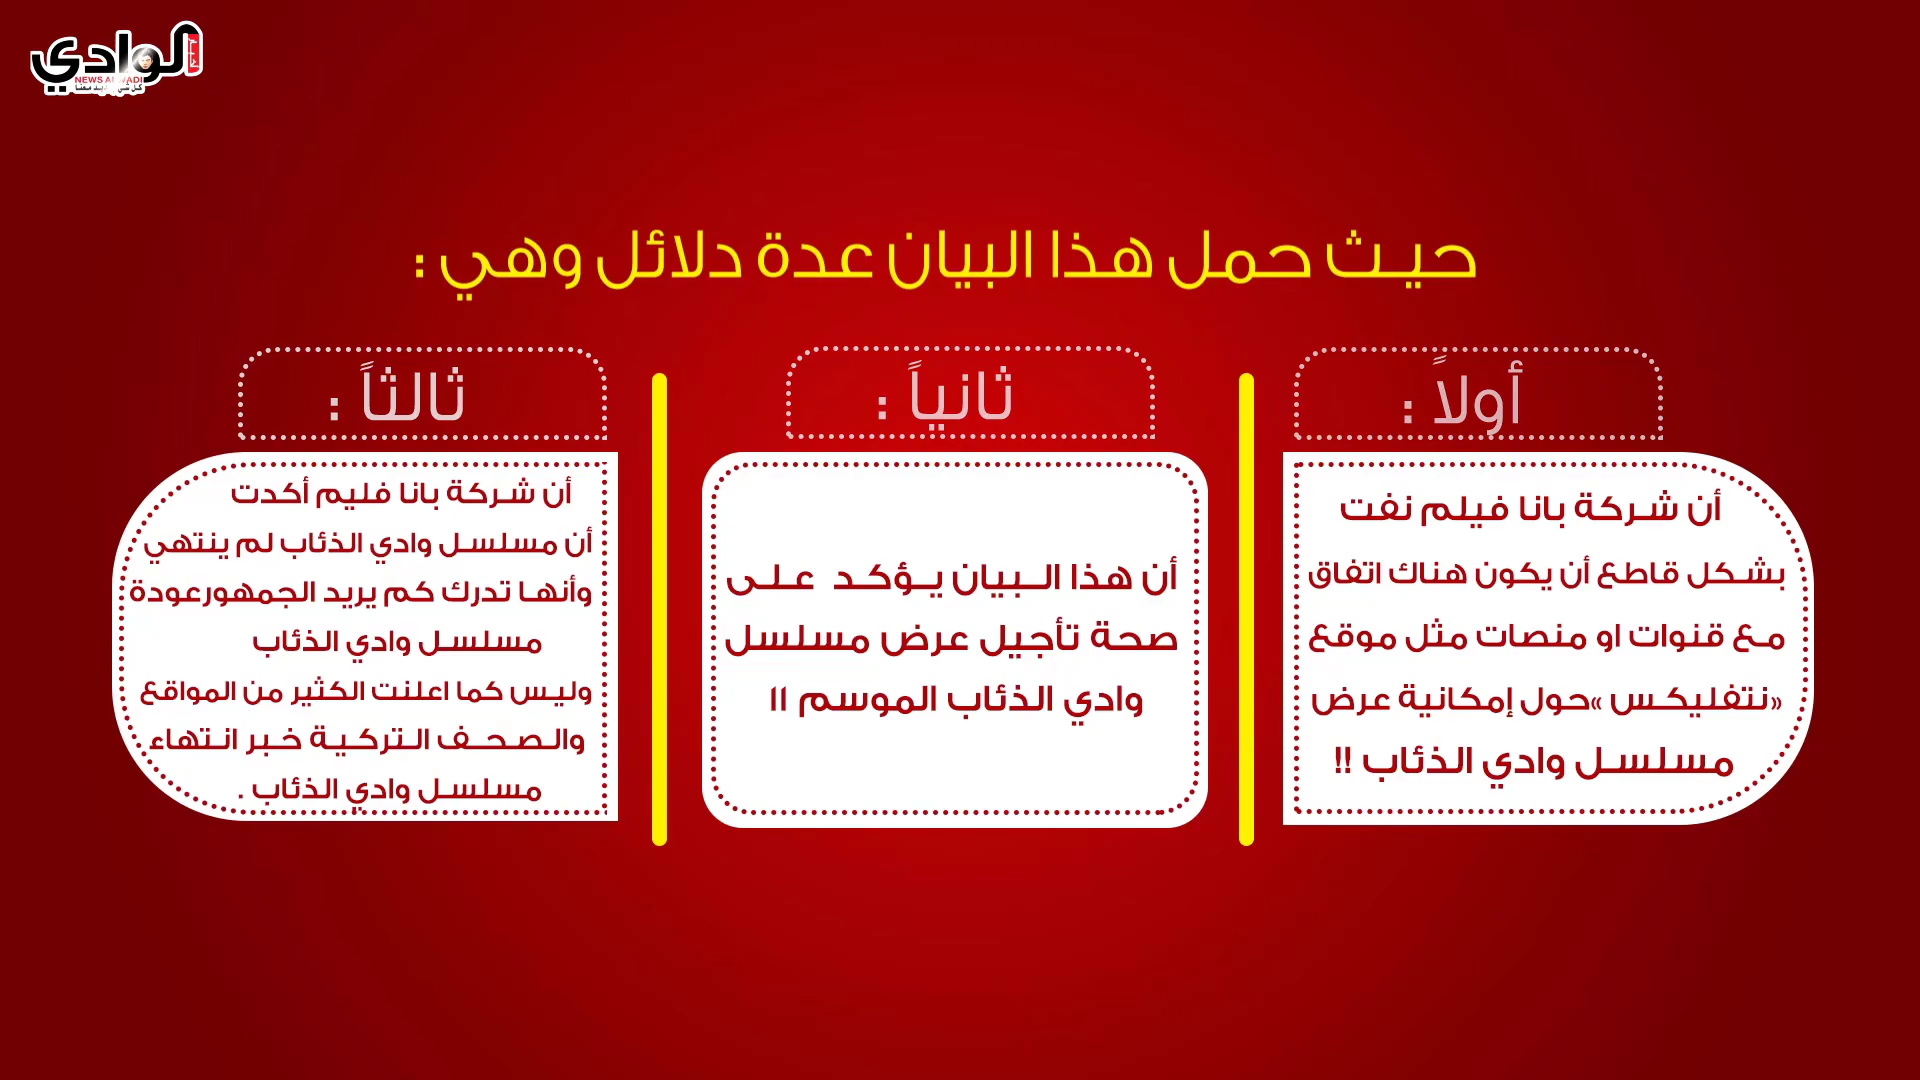 الوادي
NEWS AL WADI
حيث حمل هذا البيان عدة دلائل وهي :
أولاً :
أن شركة بانا فيلم نفت
بشكل قاطع أن يكون هناك اتفاق
مع قنوات او منصات مثل موقع
«نتفليكس »حول إمكانية عرض
مسلسل وادي الذئاب !!
ثانياً :
أن هذا البيان يؤكد على
صحة تأجيل عرض مسلسل
وادي الذئاب الموسم 11
ثالثاً :
أن شركة بانا فليم أكدت
أن مسلسل وادي الذئاب لم ينتهي
وأنها تدرك كم يريد الجمهورعودة
مسلسل وادي الذئاب
وليس كما اعلنت الكثير من المواقع
والصحف التركية خبر انتهاء
مسلسل وادي الذئاب .